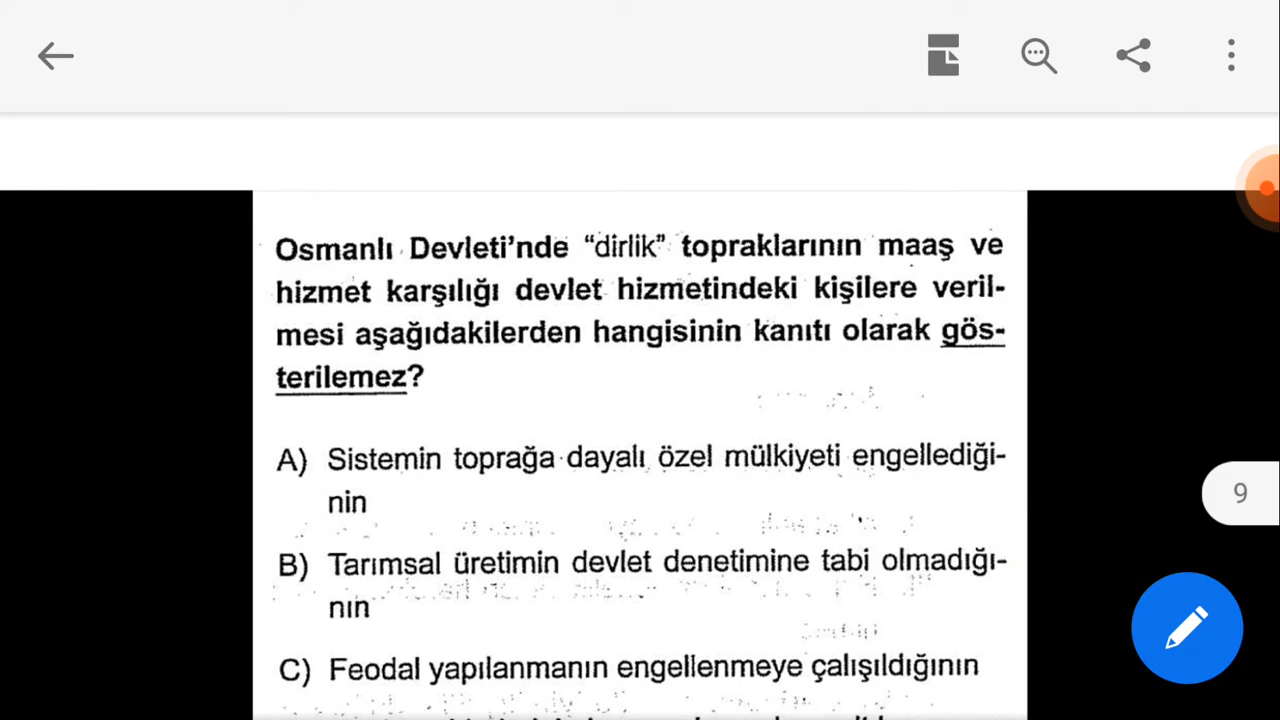 Osmanlı Devleti'nde “dirlik” topraklarının maaş ve
hizmet karşılığı devlet hizmetindeki kişilere veril-
mesi aşağıdakilerden hangisinin kanıtı olarak gös-
terilemez?
A) Sistemin toprağa dayalı özel mülkiyeti engellediği-
nin
B) Tarımsal üretimin devlet denetimine tabi olmadığı-
nın
9
C) Feodal yapılanmanın engellenmeye çalışıldığının